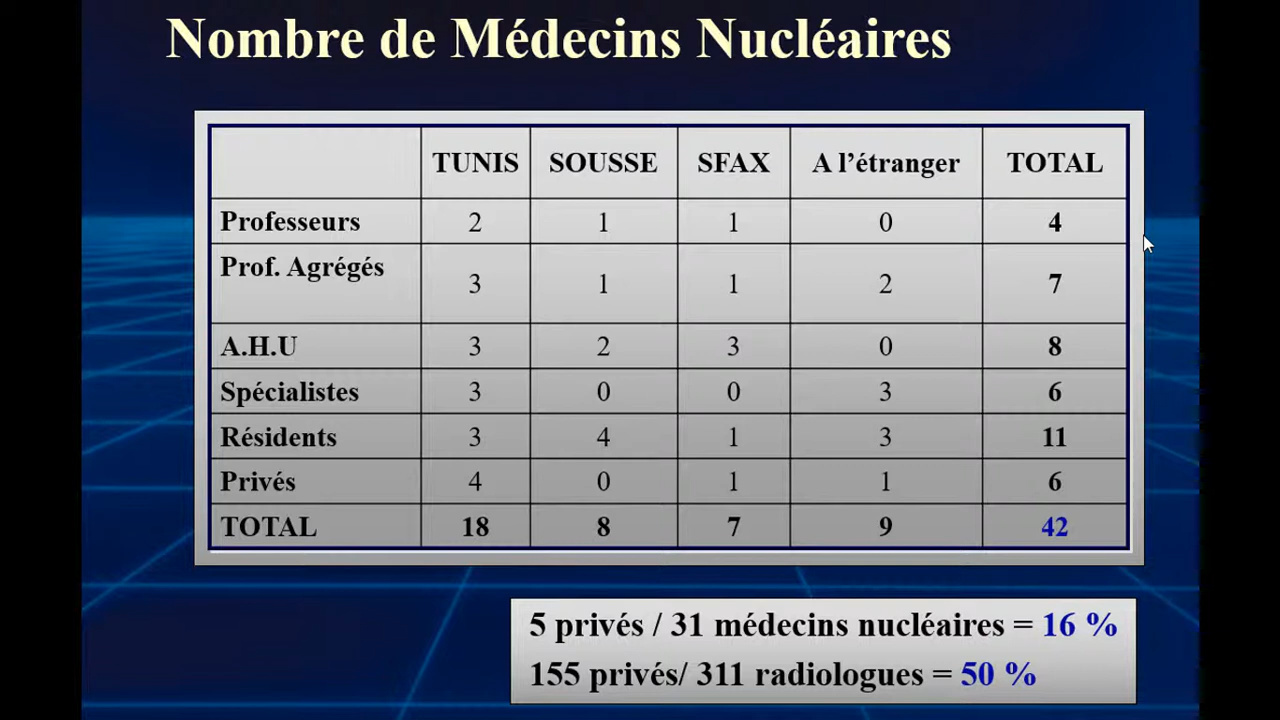 Nombre de Médecins Nucléaires
TUNIS SOUSSE SFAX A l’étranger TOTAL
Professeurs 2 1 1 0 4
Prof. Agrégés 3 1 1 2 7
A.H.U 3 2 3 0 8
Spécialistes 3 0 0 3 6
Résidents 3 4 1 3 11
Privés 4 0 1 1 6
TOTAL 18 8 7 9 42
5 privés / 31 médecins nucléaires = 16 %
155 privés/ 311 radiologues = 50 %